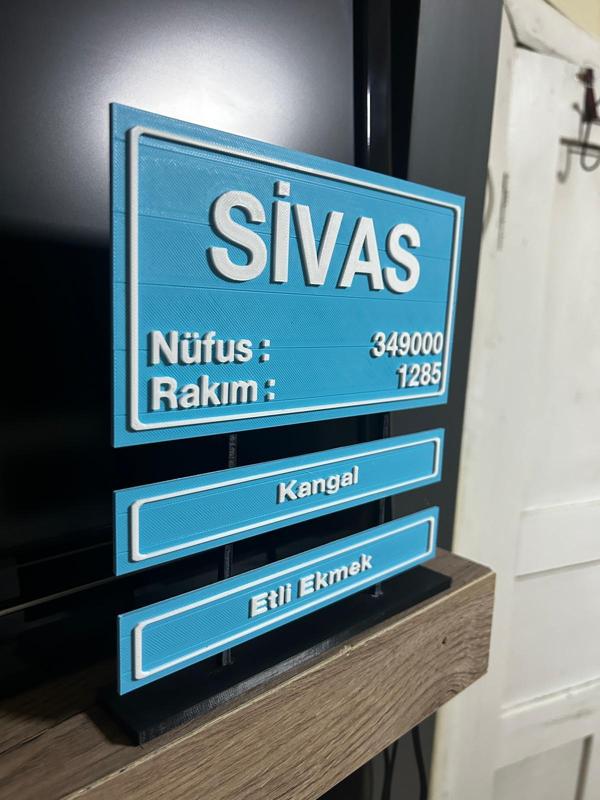 SİVAS
Nüfus : 349000
Rakım : 1285
Kangal
Etli Ekmek